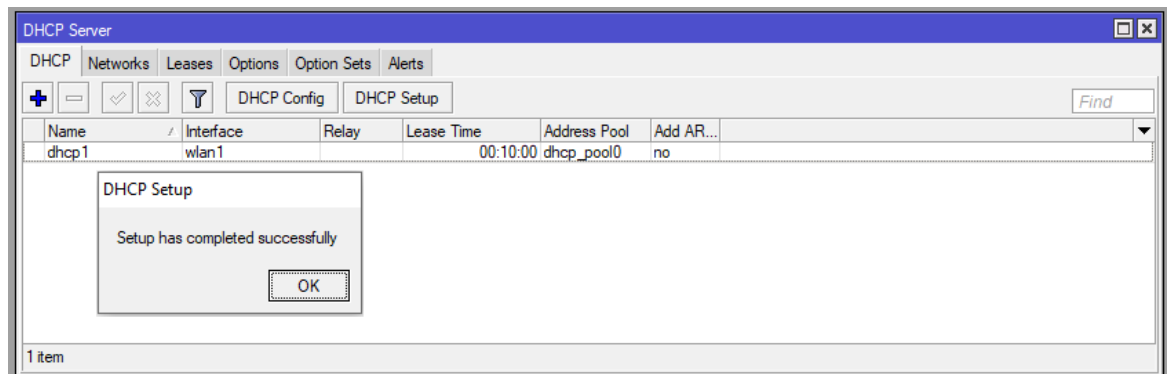 DHCP Server
DHCP Networks Leases Options Option Sets Alerts
DHCP Config DHCP Setup Find
Name Interface Relay Lease Time Address Pool Add AR...
dhcp1 wlan1 00:10:00 dhcp_pool0 no
DHCP Setup
Setup has completed successfully
OK
1 item